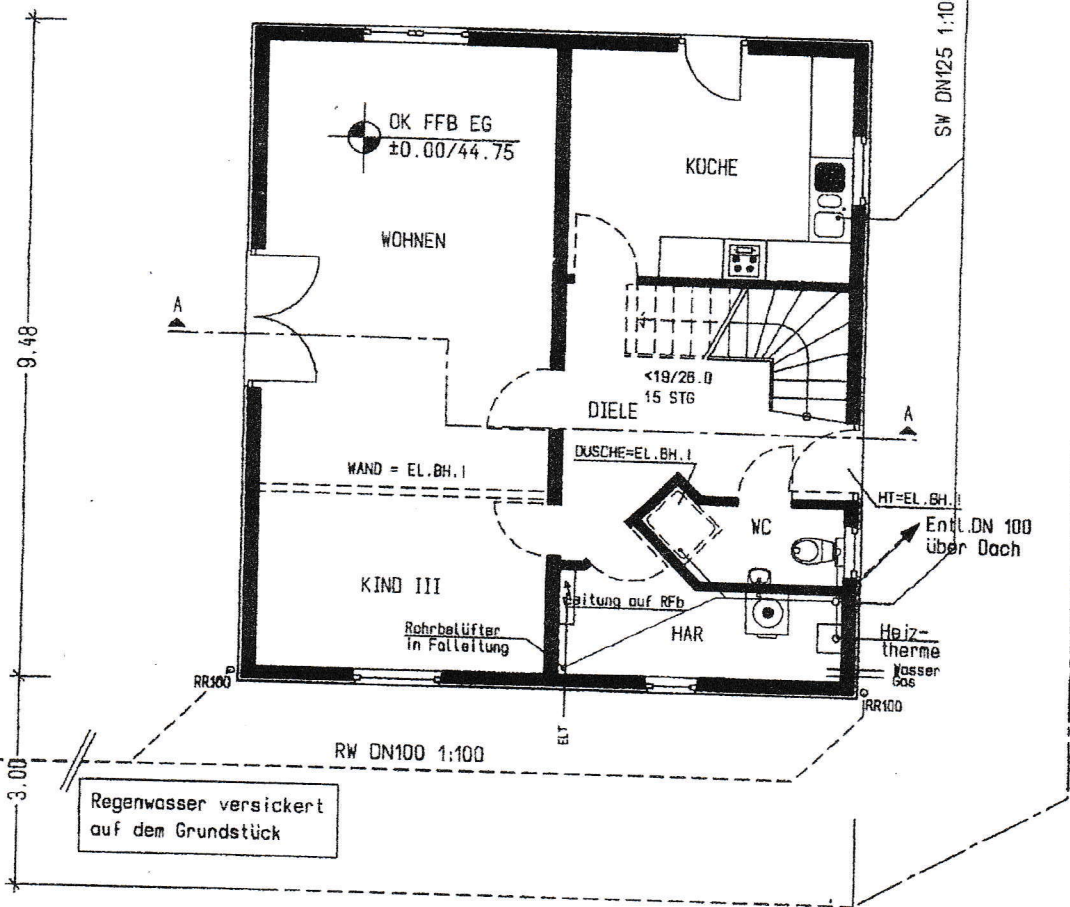 SW DN125 1:10
OK FFB EG
±0.00/44.75
KÜCHE
WOHNEN
A
9.48
<19/26.0
15 STG
DIELE
A
DUSCHE=EL.BH.!
WAND = EL.BH.!
HT=EL.BH.!
WC
Entl.DN 100
über Dach
KIND III
Leitung auf RFb
HAR
Rohrbelüfter
in Falleitung
Heiz-
therme
Wasser
Gas
RR100
RR100
ELT
RW DN100 1:100
3.00
Regenwasser versickert
auf dem Grundstück